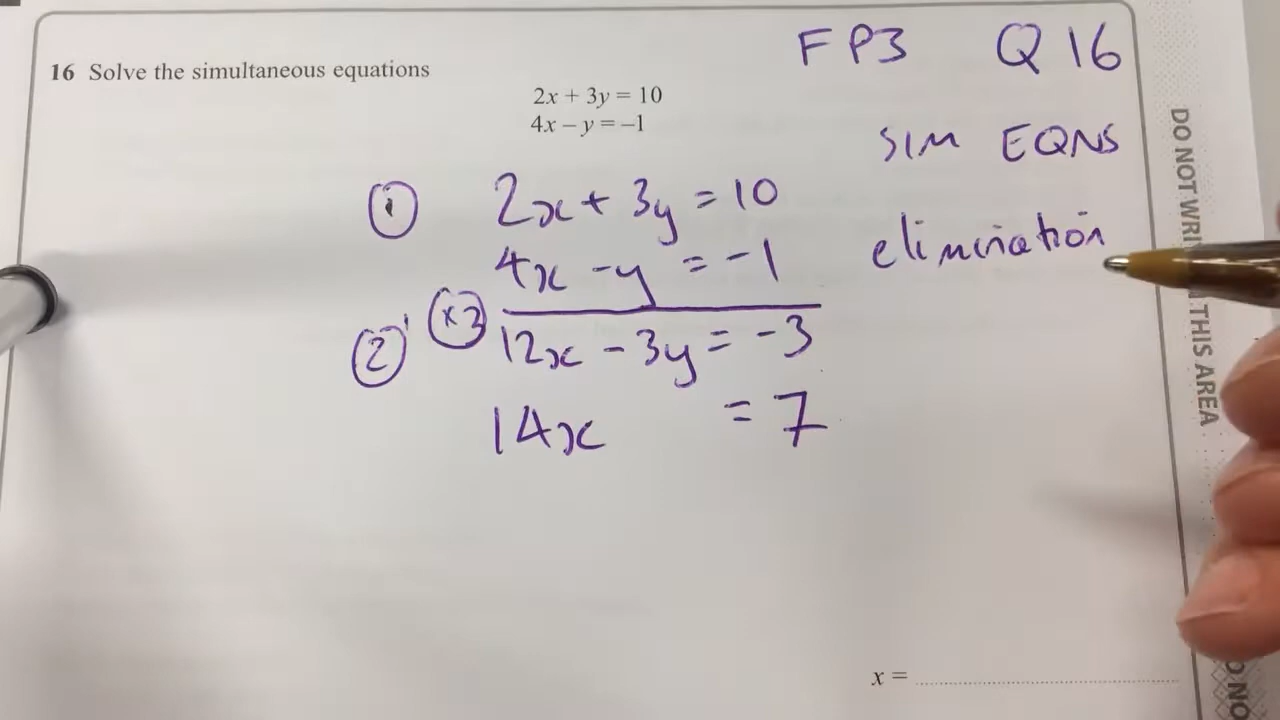 FP3 Q16
16 Solve the simultaneous equations
2x + 3y = 10
4x – y = –1
SIM EQNS
① 2x + 3y = 10
4x - y = -1
elimination
②' ×3 12x - 3y = -3
14x = 7
x =
DO NOT WRI THIS AREA
O NO